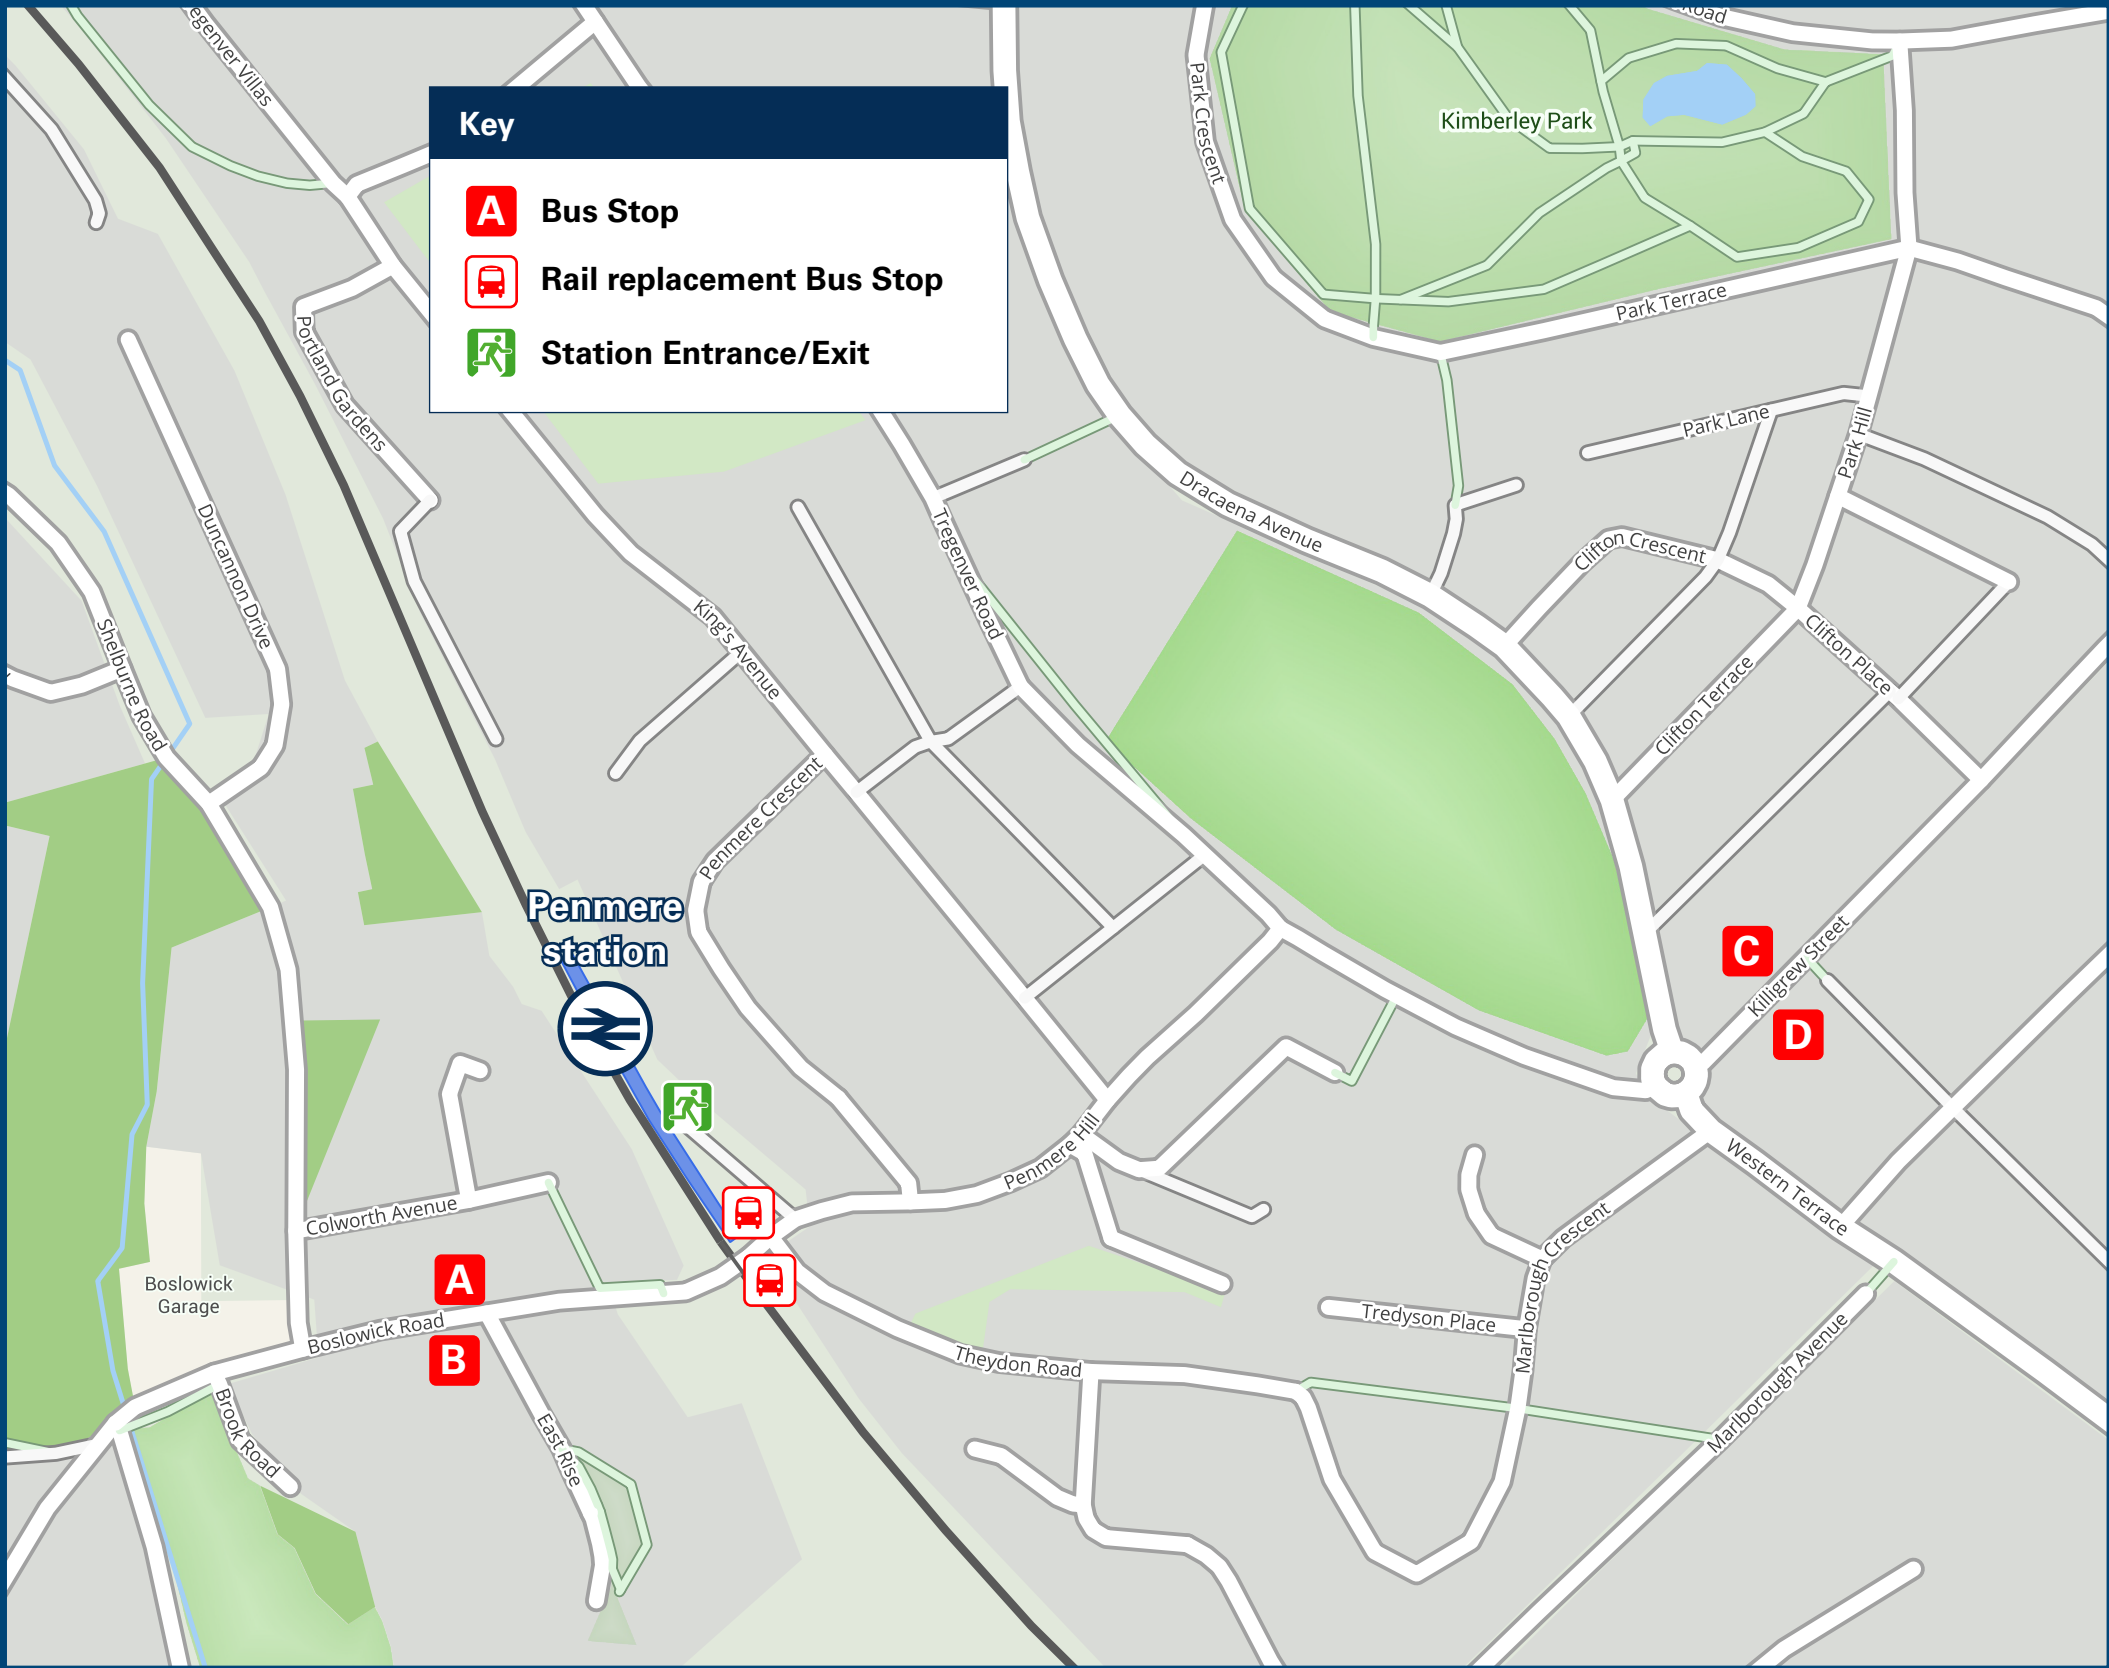 egenver Villas
Road
Key
A
Bus Stop
Rail replacement Bus Stop
Station Entrance/Exit
Park Crescent
Kimberley Park
Park Terrace
Portland Gardens
Park Lane
Park Hill
Duncannon Drive
Dracaena Avenue
Tregenver Road
Clifton Crescent
Shelburne Road
King's Avenue
Clifton Place
Clifton Terrace
Penmere Crescent
Penmere
station
C
Killigrew Street
D
Penmere Hill
Western Terrace
Colworth Avenue
Marlborough Crescent
A
Boslowick
Garage
Boslowick Road
B
Tredyson Place
Theydon Road
Marlborough Avenue
Brook Road
East Rise